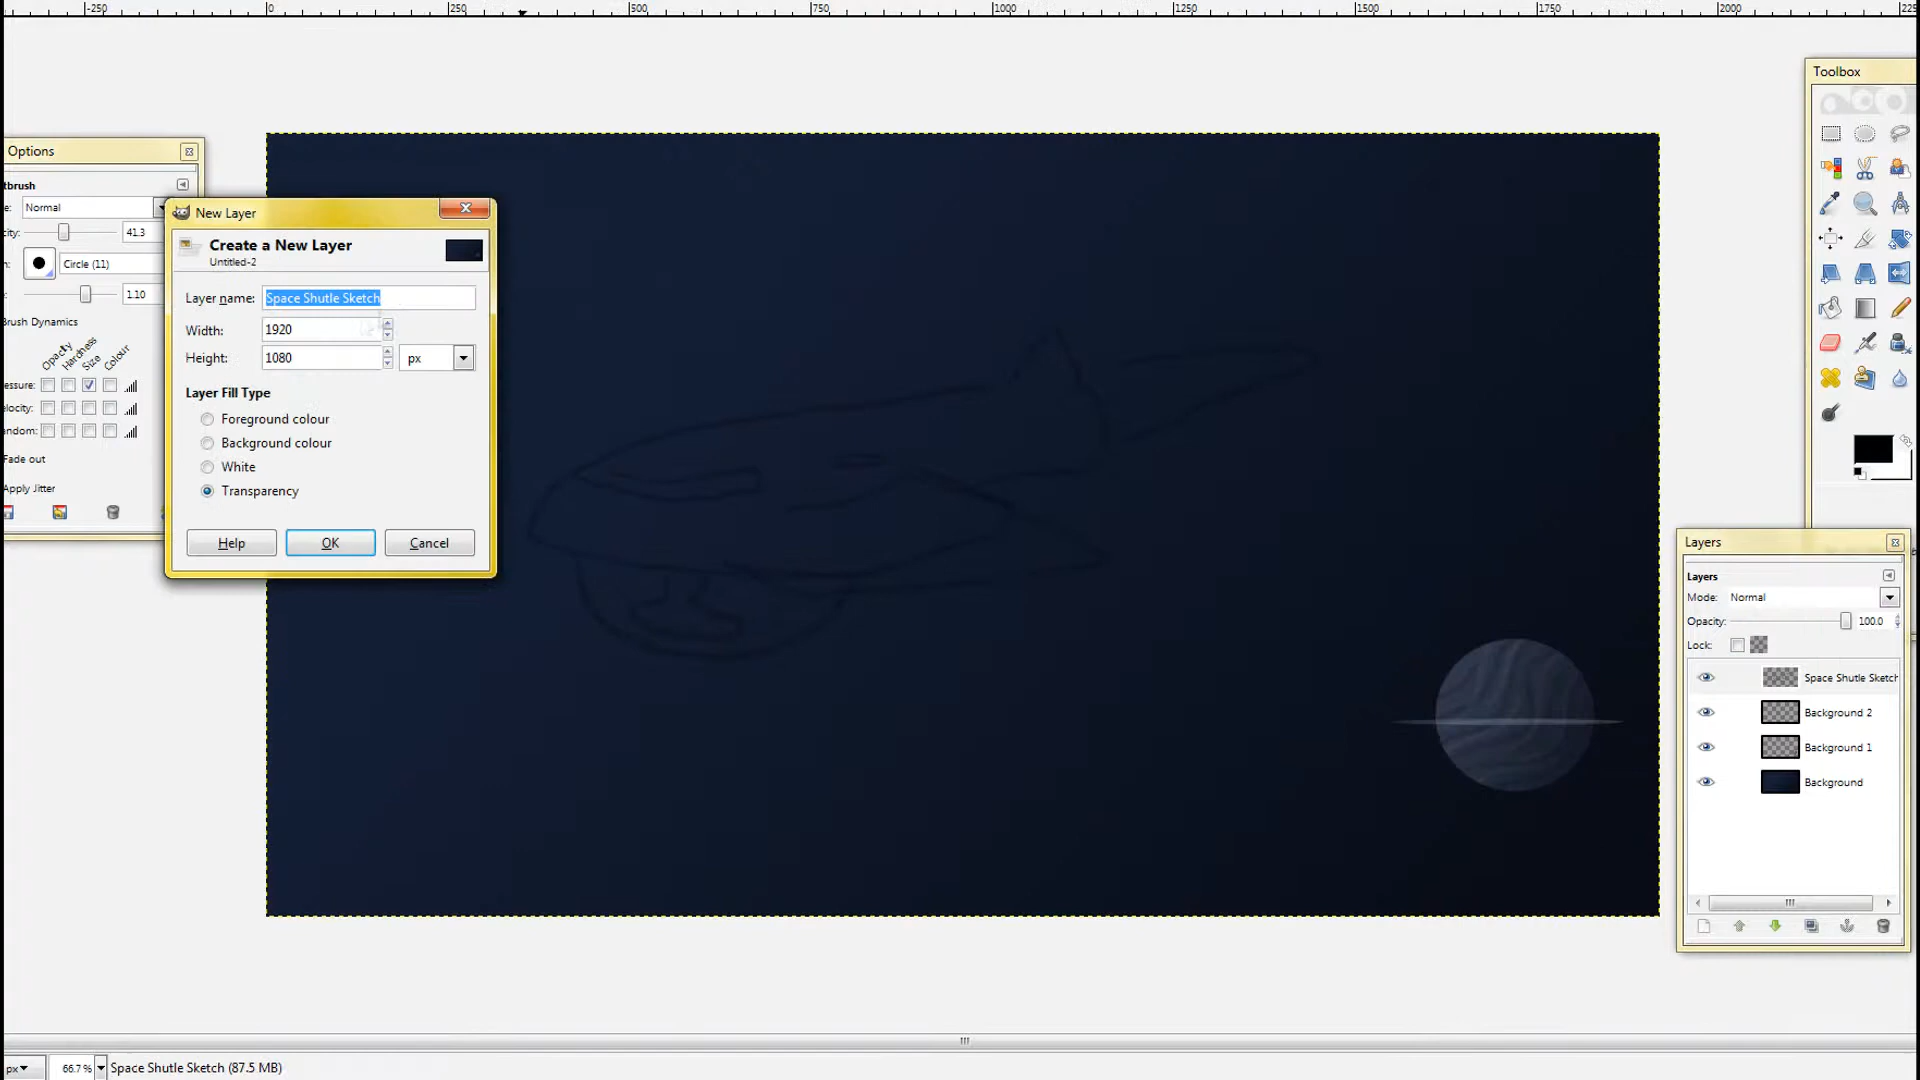 -250 0 250 500 750 1000 1250 1500 1750 2000
Toolbox
Options
tbrush
Normal
41.3
Circle (11)
1.10
Brush Dynamics
Opacity
Hardness
Size
Colour
essure:
elocity:
andom:
Fade out
Apply Jitter
New Layer
Create a New Layer
Untitled-2
Layer name: Space Shutle Sketch
Width: 1920
Height: 1080 px
Layer Fill Type
Foreground colour
Background colour
White
Transparency
Help OK Cancel
Layers
Layers
Mode: Normal
Opacity: 100.0
Lock:
Space Shutle Sketch
Background 2
Background 1
Background
px 66.7 % Space Shutle Sketch (87.5 MB)